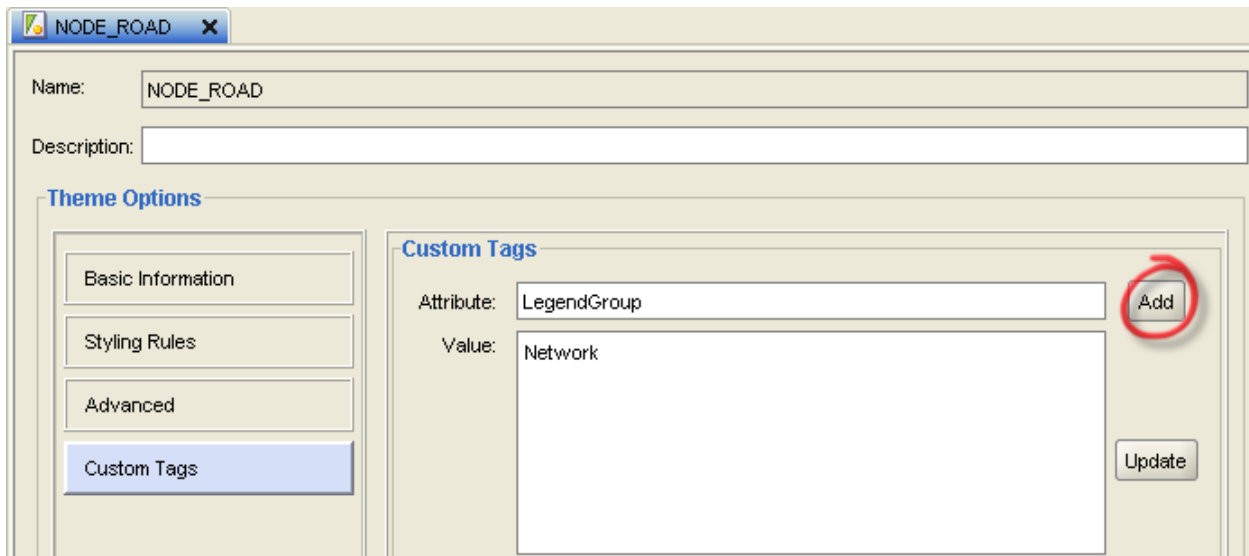 NODE_ROAD
Name: NODE_ROAD
Description:
Theme Options
Basic Information
Styling Rules
Advanced
Custom Tags
Custom Tags
Attribute: LegendGroup Add
Value: Network
Update